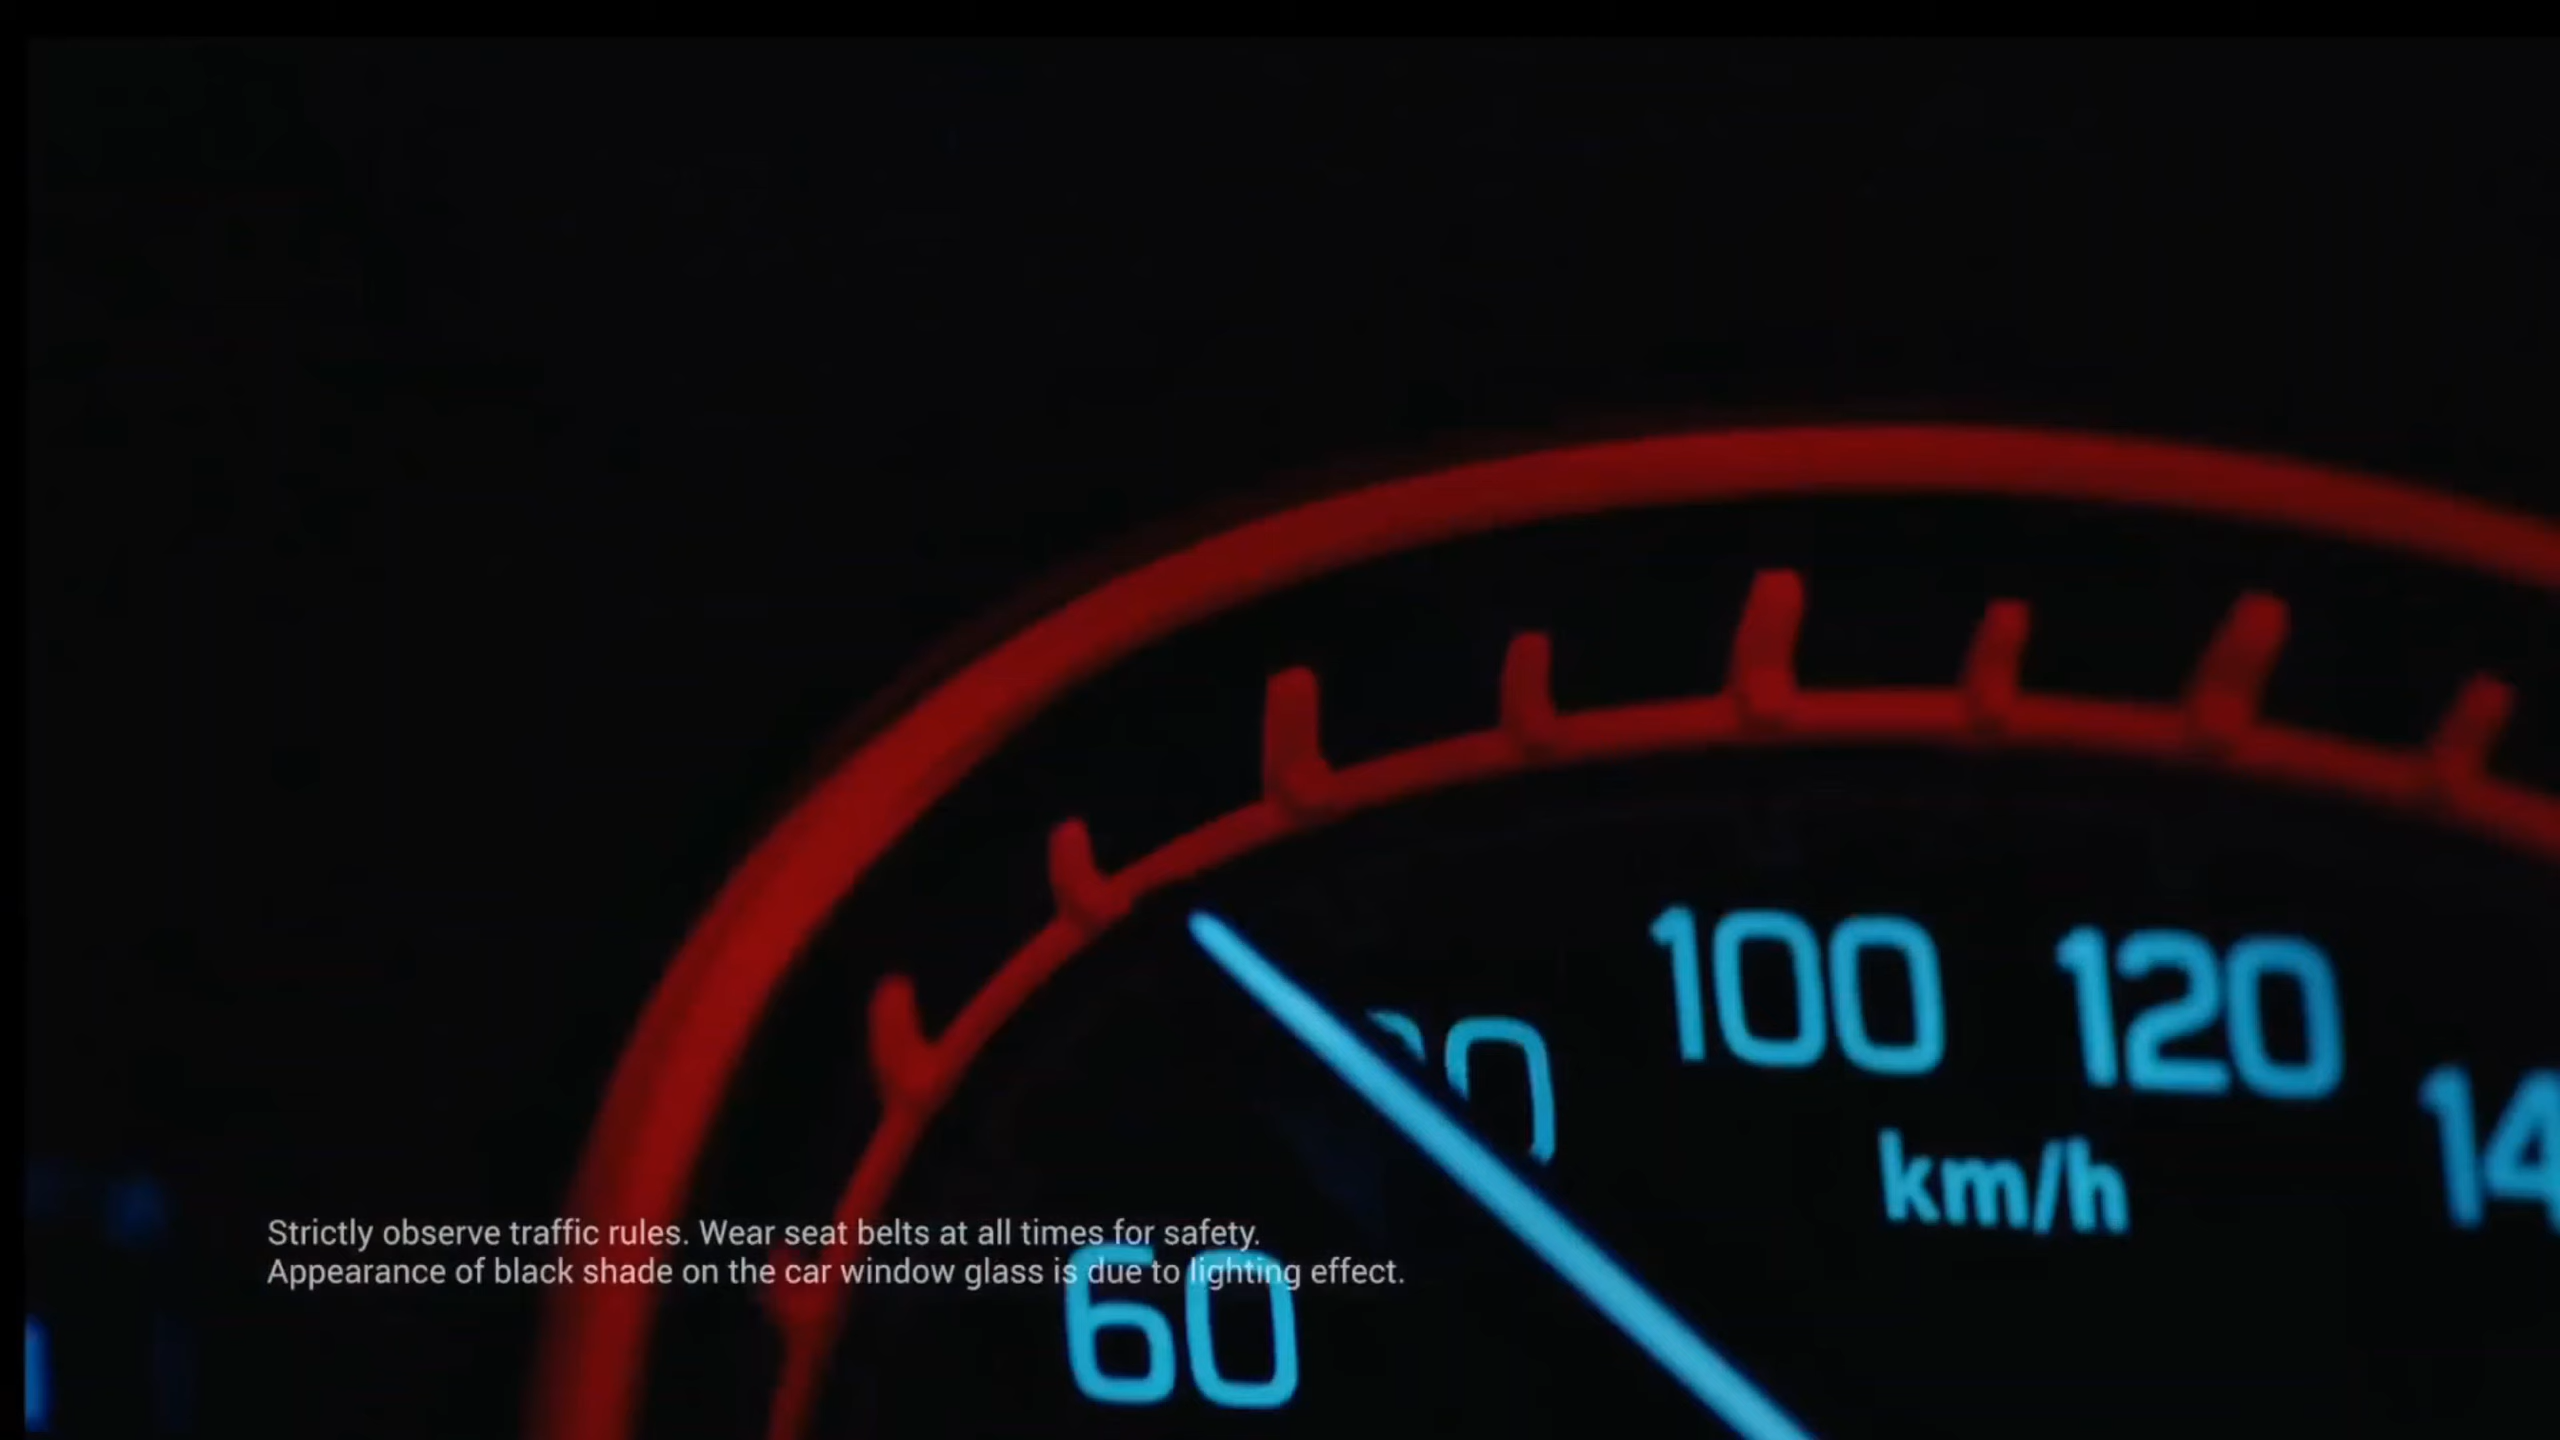 100
120
14
km/h
Strictly observe traffic rules. Wear seat belts at all times for safety.
Appearance of black shade on the car window glass is due to lighting effect.
60